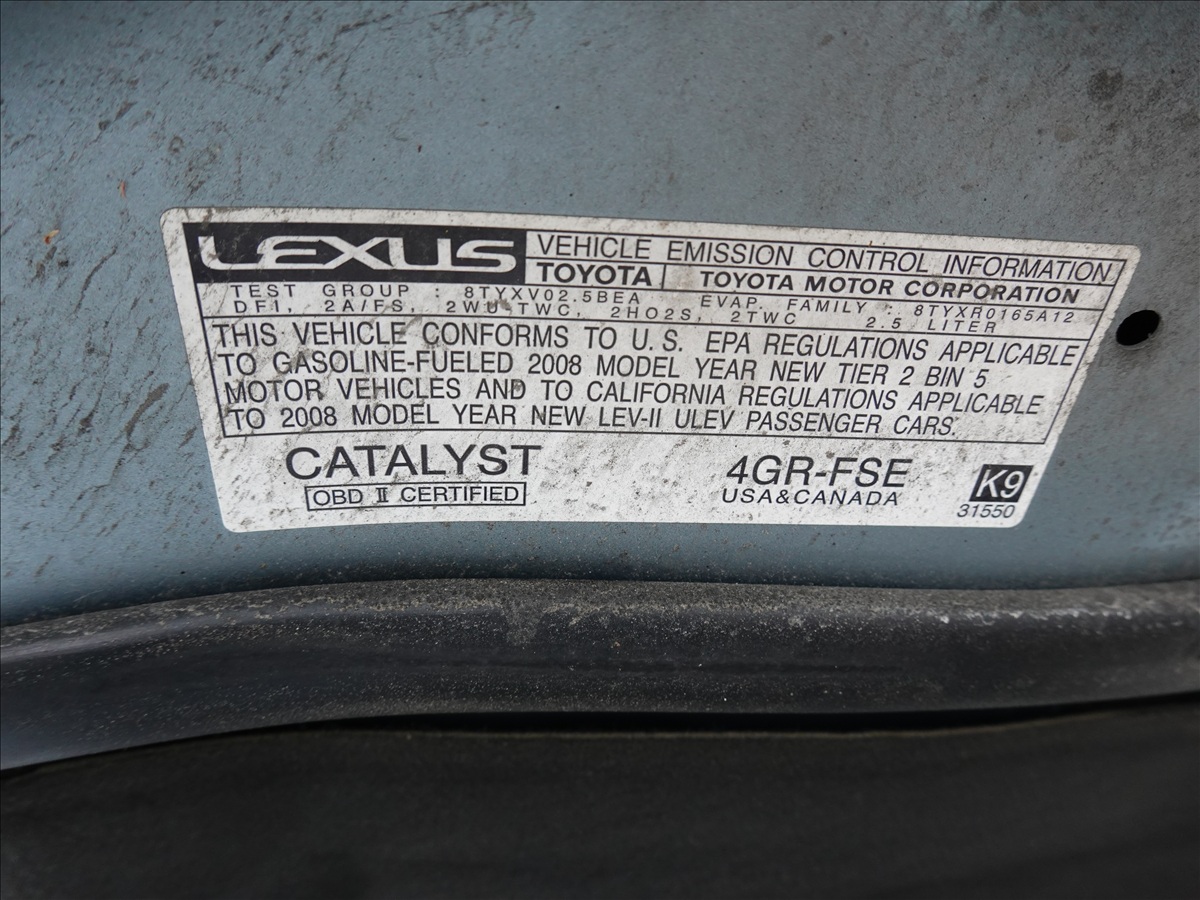 LEXUS VEHICLE EMISSION CONTROL INFORMATION
TOYOTA TOYOTA MOTOR CORPORATION
TEST GROUP : 8TYXV02.5BEA EVAP. FAMILY : 8TYXR0165A12
DFI, 2A/FS, 2WU-TWC, 2HO2S, 2TWC 2.5 LITER
THIS VEHICLE CONFORMS TO U.S. EPA REGULATIONS APPLICABLE
TO GASOLINE-FUELED 2008 MODEL YEAR NEW TIER 2 BIN 5
MOTOR VEHICLES AND TO CALIFORNIA REGULATIONS APPLICABLE
TO 2008 MODEL YEAR NEW LEV-II ULEV PASSENGER CARS.
CATALYST 4GR-FSE K9
OBD II CERTIFIED USA&CANADA 31550